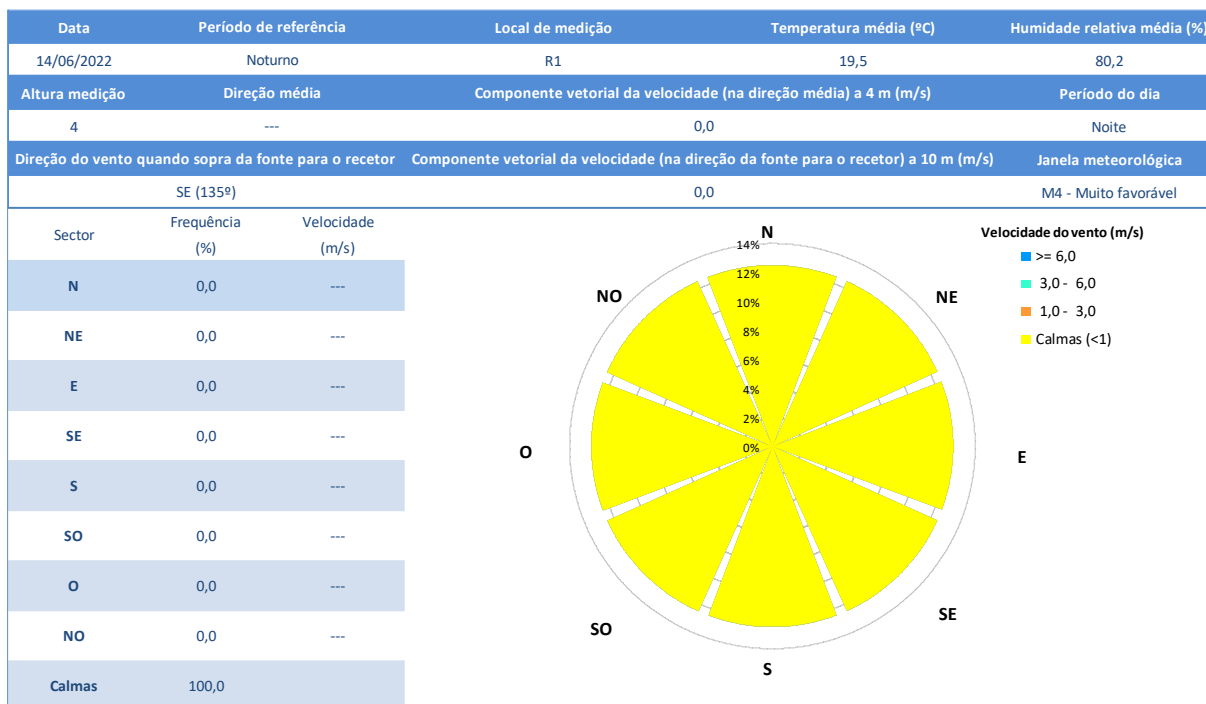 Data Período de referência Local de medição Temperatura média (ºC) Humidade relativa média (%)
14/06/2022 Noturno R1 19,5 80,2
Altura medição Direção média Componente vetorial da velocidade (na direção média) a 4 m (m/s) Período do dia
4 --- 0,0 Noite
Direção do vento quando sopra da fonte para o recetor Componente vetorial da velocidade (na direção da fonte para o recetor) a 10 m (m/s) Janela meteorológica
SE (135º) 0,0 M4 - Muito favorável
Sector Frequência (%) Velocidade (m/s)
N 0,0 ---
NE 0,0 ---
E 0,0 ---
SE 0,0 ---
S 0,0 ---
SO 0,0 ---
O 0,0 ---
NO 0,0 ---
Calmas 100,0
N
NE
E
SE
S
SO
O
NO
14%
12%
10%
8%
6%
4%
2%
0%
Velocidade do vento (m/s)
>= 6,0
3,0 - 6,0
1,0 - 3,0
Calmas (<1)